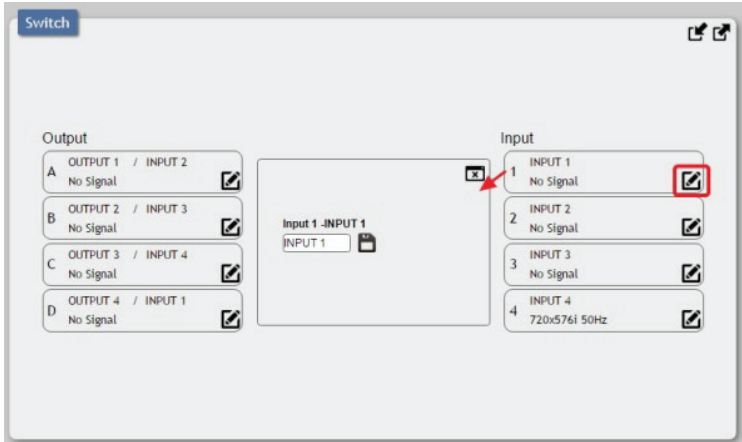 Switch
Output
A
OUTPUT 1 / INPUT 2
No Signal
B
OUTPUT 2 / INPUT 3
No Signal
C
OUTPUT 3 / INPUT 4
No Signal
D
OUTPUT 4 / INPUT 1
No Signal
Input 1 -INPUT 1
INPUT 1
Input
1
INPUT 1
No Signal
2
INPUT 2
No Signal
3
INPUT 3
No Signal
4
INPUT 4
720x576i 50Hz